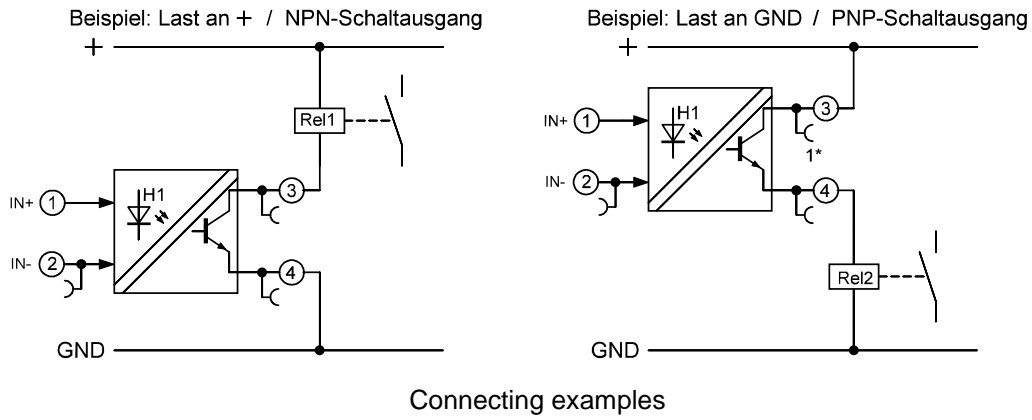 Beispiel: Last an + / NPN-Schaltausgang
+
Rel1
IN+ 1
H1
3
IN- 2
4
GND
Beispiel: Last an GND / PNP-Schaltausgang
+
IN+ 1
H1
3
1*
IN- 2
4
Rel2
GND
Connecting examples